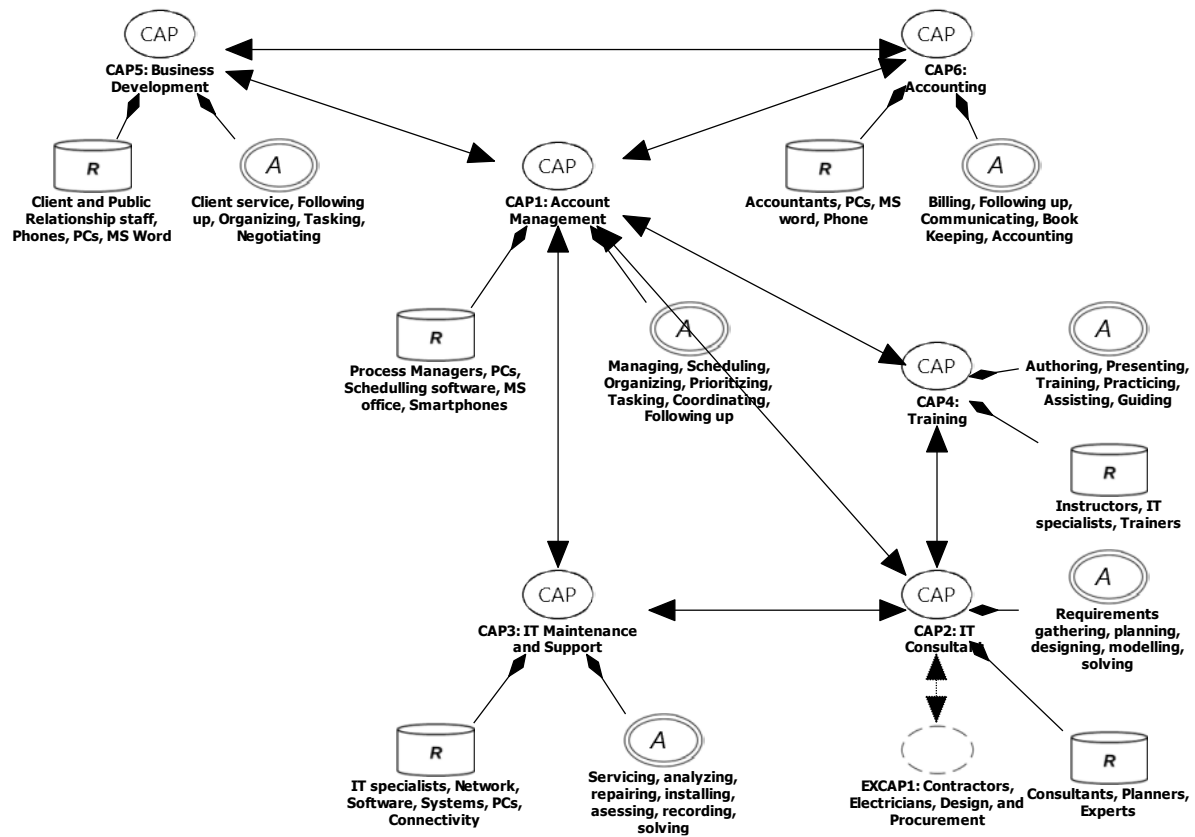 CAP
CAP5: Business
Development
CAP
CAP6:
Accounting
R
Client and Public
Relationship staff,
Phones, PCs, MS Word
A
Client service, Following
up, Organizing, Tasking,
Negotiating
CAP
CAP1: Account
Management
R
Accountants, PCs, MS
word, Phone
A
Billing, Following up,
Communicating, Book
Keeping, Accounting
R
Process Managers, PCs,
Schedulling software, MS
office, Smartphones
A
Managing, Scheduling,
Organizing, Prioritizing,
Tasking, Coordinating,
Following up
CAP
CAP4:
Training
A
Authoring, Presenting,
Training, Practicing,
Assisting, Guiding
R
Instructors, IT
specialists, Trainers
CAP
CAP3: IT Maintenance
and Support
CAP
CAP2: IT
Consultant
A
Requirements
gathering, planning,
designing, modelling,
solving
R
IT specialists, Network,
Software, Systems, PCs,
Connectivity
A
Servicing, analyzing,
repairing, installing,
asessing, recording,
solving
EXCAP1: Contractors,
Electricians, Design, and
Procurement
R
Consultants, Planners,
Experts